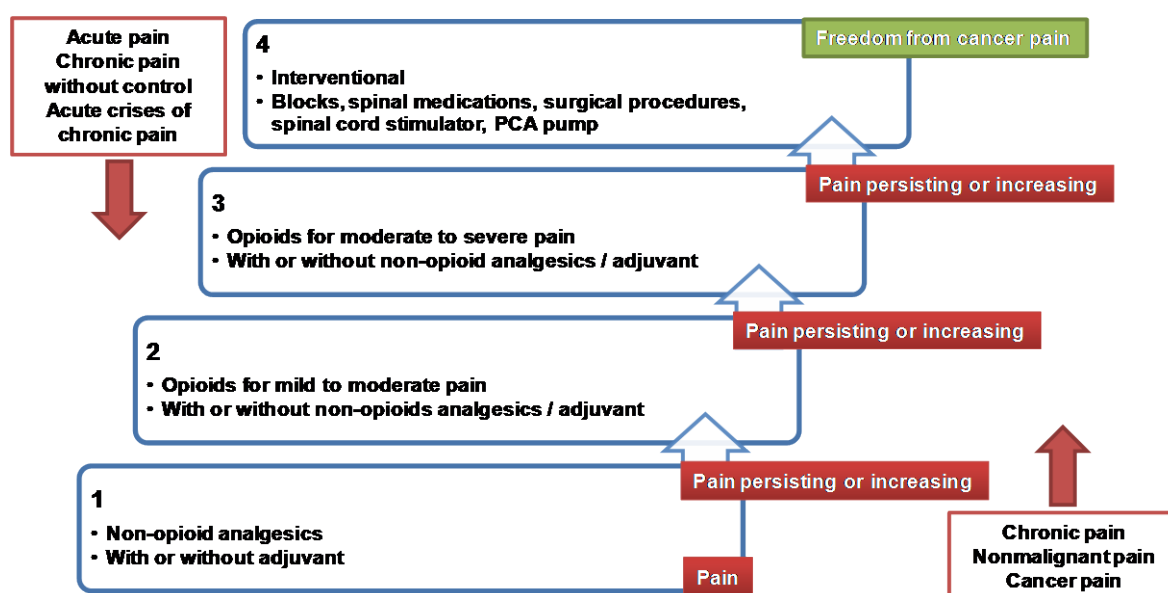 Acute pain
Chronic pain
without control
Acute crises of
chronic pain
4
• Interventional
• Blocks, spinal medications, surgical procedures,
spinal cord stimulator, PCA pump
Freedom from cancer pain
Pain persisting or increasing
3
• Opioids for moderate to severe pain
• With or without non-opioid analgesics / adjuvant
Pain persisting or increasing
2
• Opioids for mild to moderate pain
• With or without non-opioids analgesics / adjuvant
Pain persisting or increasing
1
• Non-opioid analgesics
• With or without adjuvant
Pain
Chronic pain
Nonmalignant pain
Cancer pain